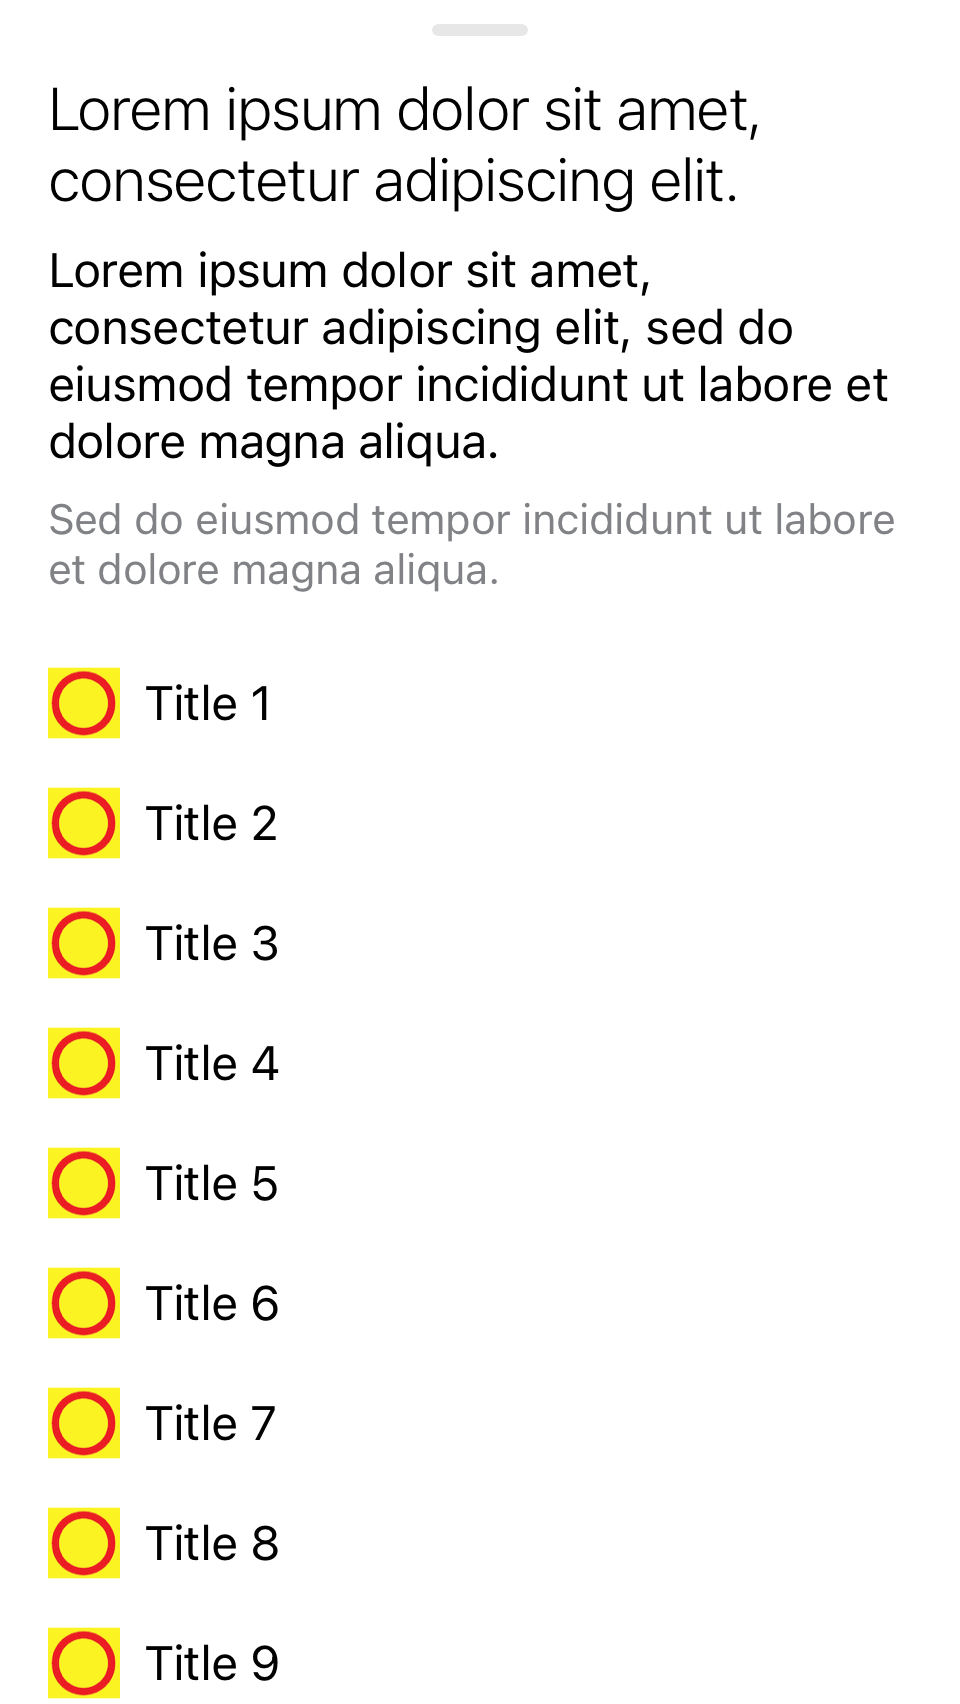 Lorem ipsum dolor sit amet,
consectetur adipiscing elit.
Lorem ipsum dolor sit amet,
consectetur adipiscing elit, sed do
eiusmod tempor incididunt ut labore et
dolore magna aliqua.
Sed do eiusmod tempor incididunt ut labore
et dolore magna aliqua.
Title 1
Title 2
Title 3
Title 4
Title 5
Title 6
Title 7
Title 8
Title 9